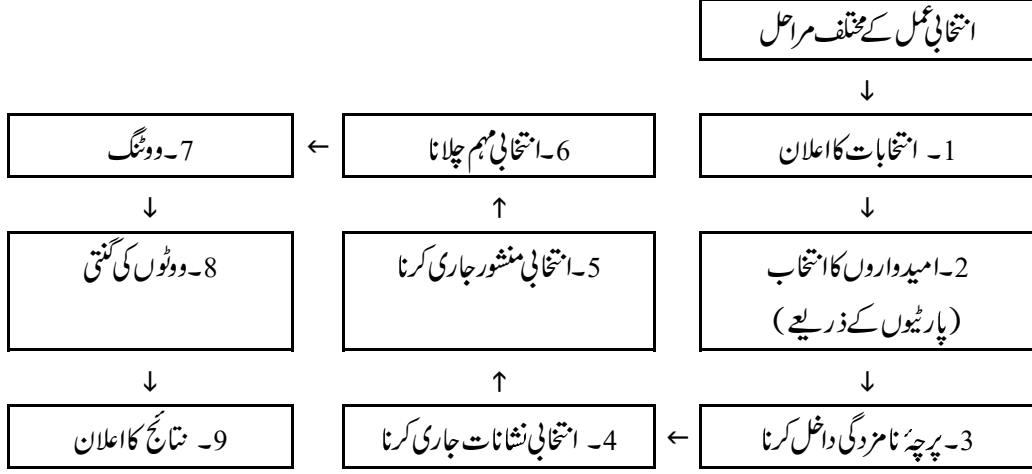 انتخابی عمل کے مختلف مراحل
↓
1۔ انتخابات کا اعلان
↓
2۔امیدواروں کا انتخاب
(پارٹیوں کے ذریعے)
↓
3۔پرچۂ نامزدگی داخل کرنا
←
4۔ انتخابی نشانات جاری کرنا
↑
5۔انتخابی منشور جاری کرنا
↑
6۔انتخابی مہم چلانا
←
7۔ووٹنگ
↓
8۔ووٹوں کی گنتی
↓
9۔ نتائج کا اعلان